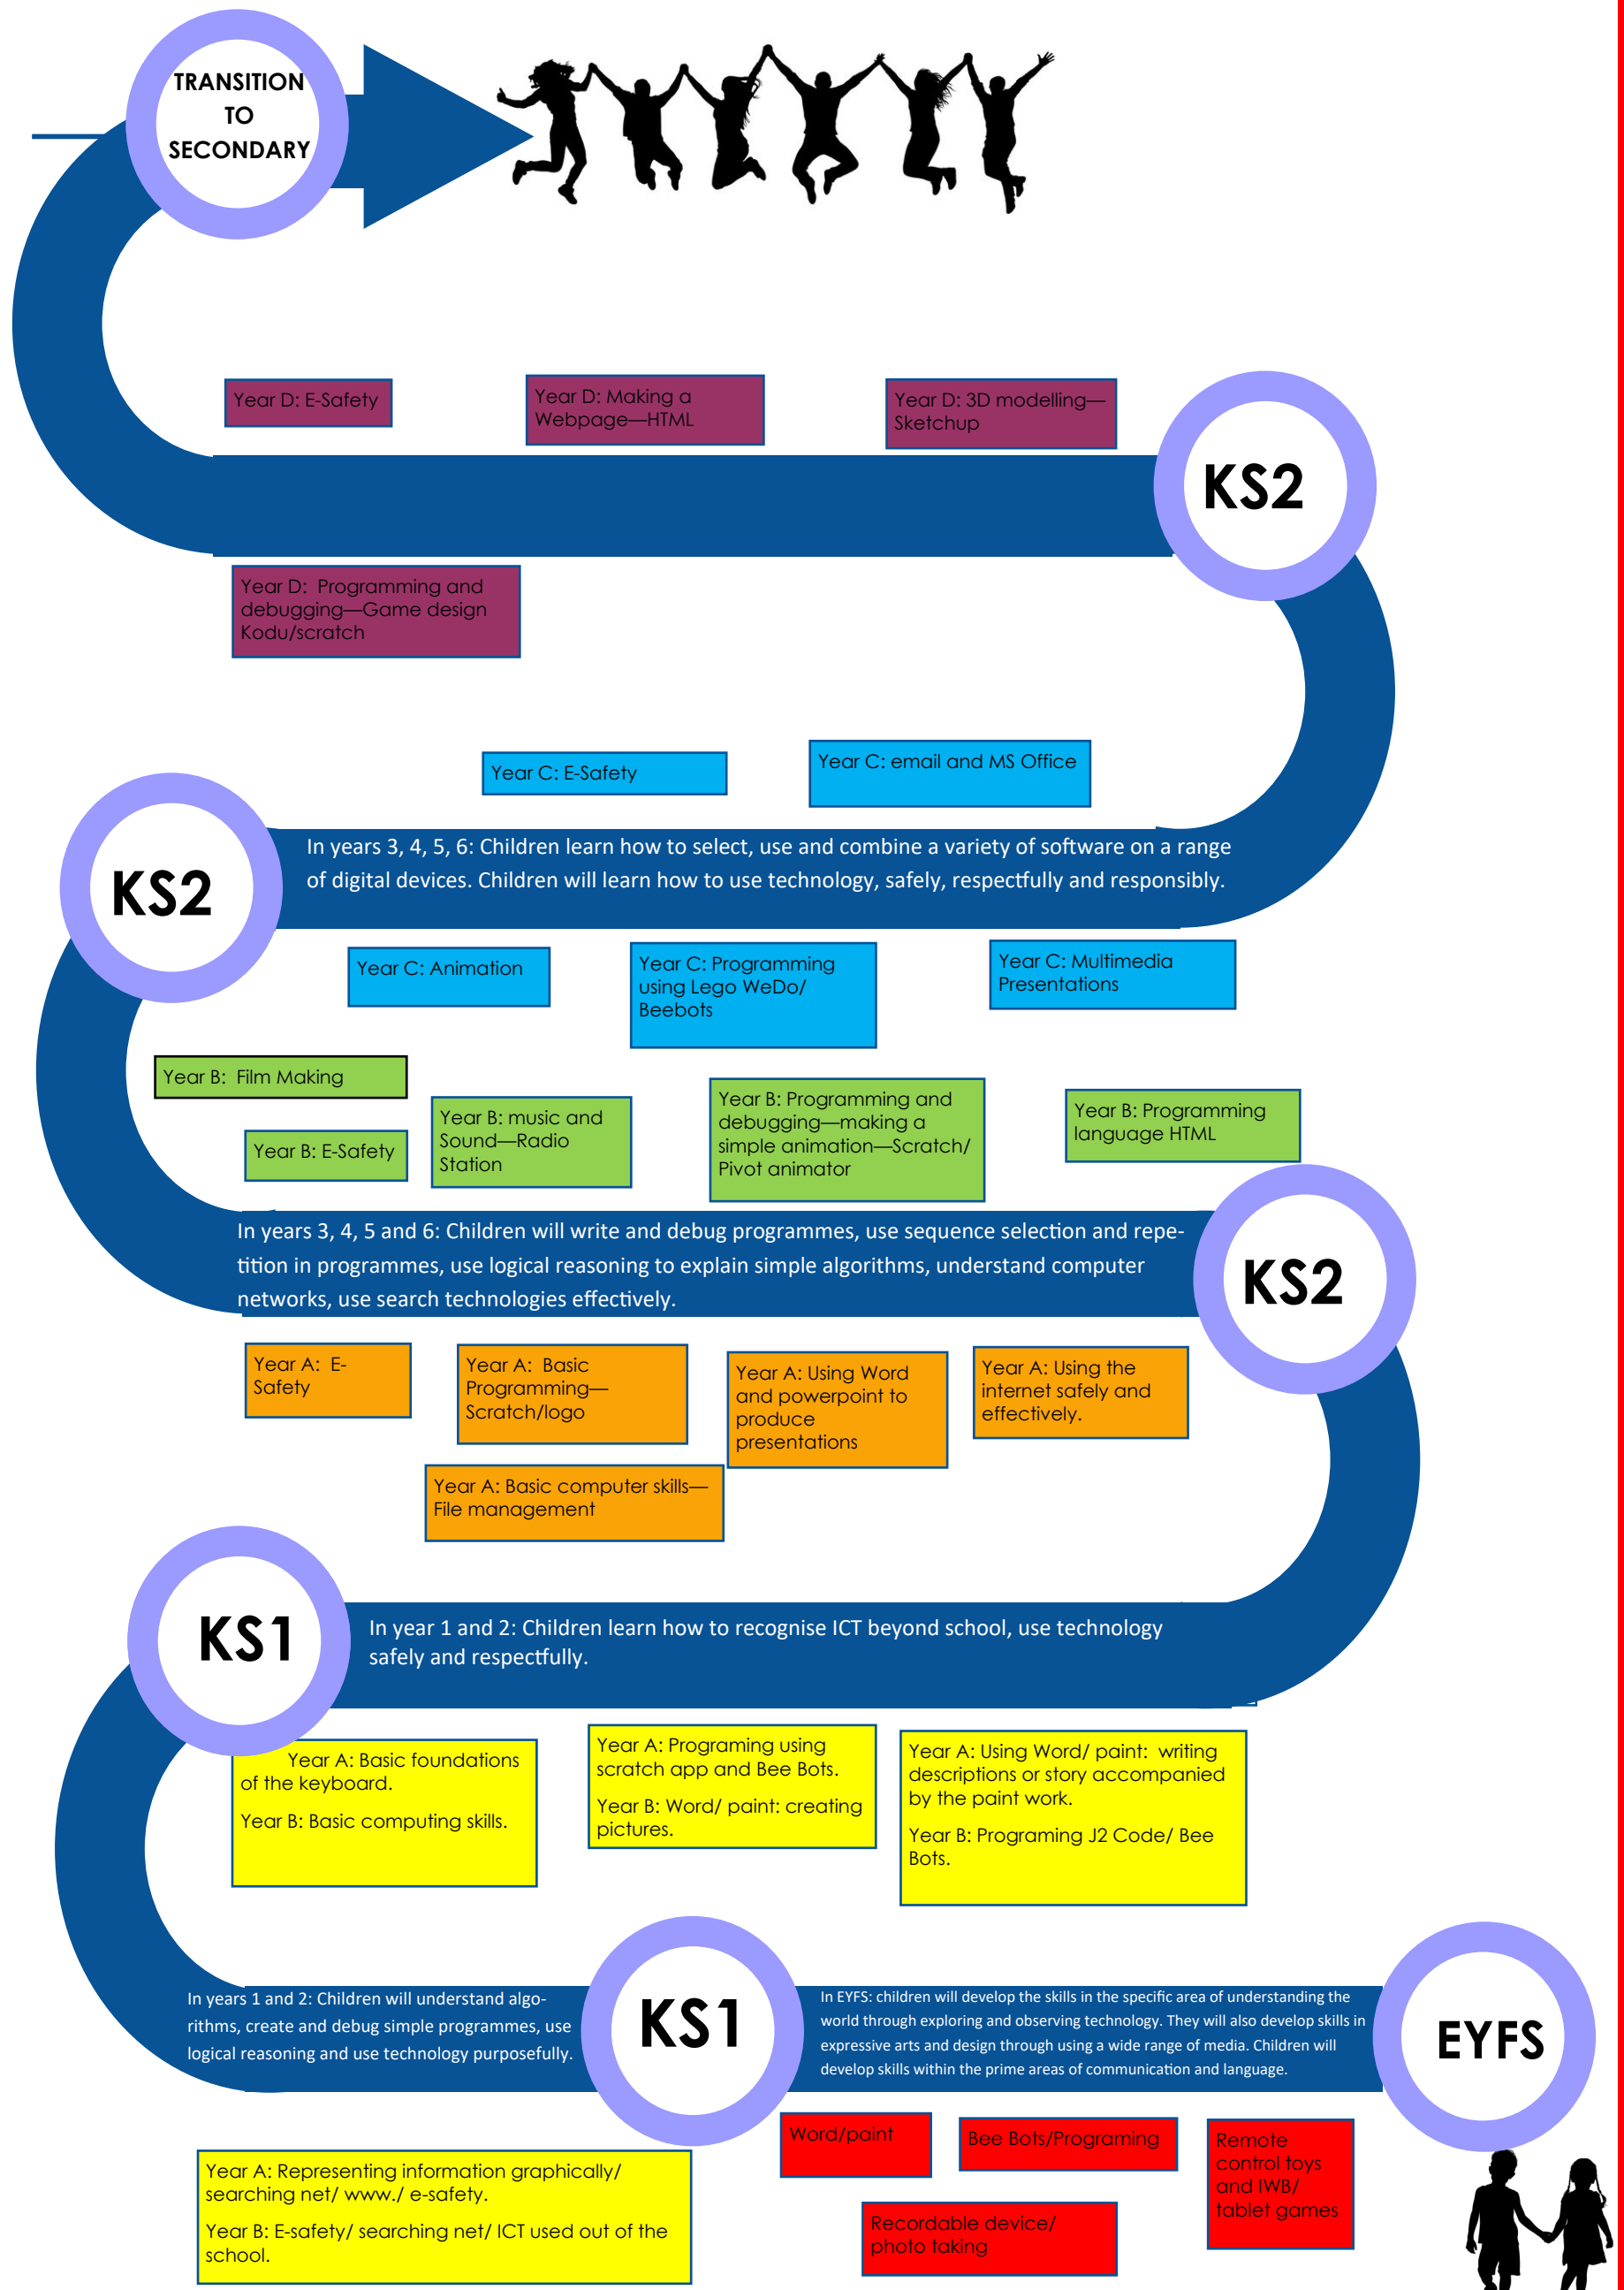 TRANSITION
TO
SECONDARY
Year D: E-Safety
Year D: Making a
Webpage—HTML
Year D: 3D modelling—
Sketchup
KS2
Year D:  Programming and
debugging—Game design
Kodu/scratch
Year C: E-Safety
Year C: email and MS Office
KS2
In years 3, 4, 5, 6: Children learn how to select, use and combine a variety of software on a range
of digital devices. Children will learn how to use technology, safely, respectfully and responsibly.
Year C: Animation
Year C: Programming
using Lego WeDo/
Beebots
Year C: Multimedia
Presentations
Year B:  Film Making
Year B: E-Safety
Year B: music and
Sound—Radio
Station
Year B: Programming and
debugging—making a
simple animation—Scratch/
Pivot animator
Year B: Programming
language HTML
In years 3, 4, 5 and 6: Children will write and debug programmes, use sequence selection and repe-
tition in programmes, use logical reasoning to explain simple algorithms, understand computer
networks, use search technologies effectively.
KS2
Year A:  E-
Safety
Year A:  Basic
Programming—
Scratch/logo
Year A: Using Word
and powerpoint to
produce
presentations
Year A: Using the
internet safely and
effectively.
Year A: Basic computer skills—
File management
KS1
In year 1 and 2: Children learn how to recognise ICT beyond school, use technology
safely and respectfully.
Year A: Basic foundations
of the keyboard.
Year B: Basic computing skills.
Year A: Programing using
scratch app and Bee Bots.
Year B: Word/ paint: creating
pictures.
Year A: Using Word/ paint:  writing
descriptions or story accompanied
by the paint work.
Year B: Programing J2 Code/ Bee
Bots.
In years 1 and 2: Children will understand algo-
rithms, create and debug simple programmes, use
logical reasoning and use technology purposefully.
KS1
In EYFS: children will develop the skills in the specific area of understanding the
world through exploring and observing technology. They will also develop skills in
expressive arts and design through using a wide range of media. Children will
develop skills within the prime areas of communication and language.
EYFS
Year A: Representing information graphically/
searching net/ www./ e-safety.
Year B: E-safety/ searching net/ ICT used out of the
school.
Word/paint
Bee Bots/Programing
Remote
control toys
and IWB/
tablet games
Recordable device/
photo taking